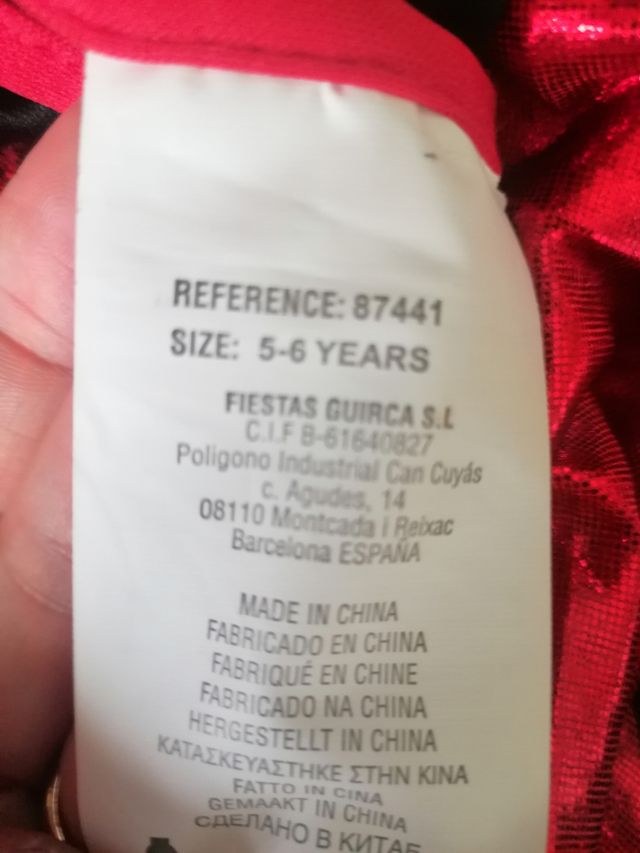 REFERENCE: 87441
SIZE: 5-6 YEARS
FIESTAS GUIRCA S.L
C.I.F B-61640827
Poligono Industrial Can Cuyás
c. Agudes, 14
08110 Montcada i Reixac
Barcelona ESPAÑA
MADE IN CHINA
FABRICADO EN CHINA
FABRIQUÉ EN CHINE
FABRICADO NA CHINA
HERGESTELLT IN CHINA
ΚΑΤΑΣΚΕΥΑΣΤΗΚΕ ΣΤΗΝ ΚΙΝΑ
FATTO IN CINA
GEMAAKT IN CHINA
СДЕЛАНО В КИТАЕ